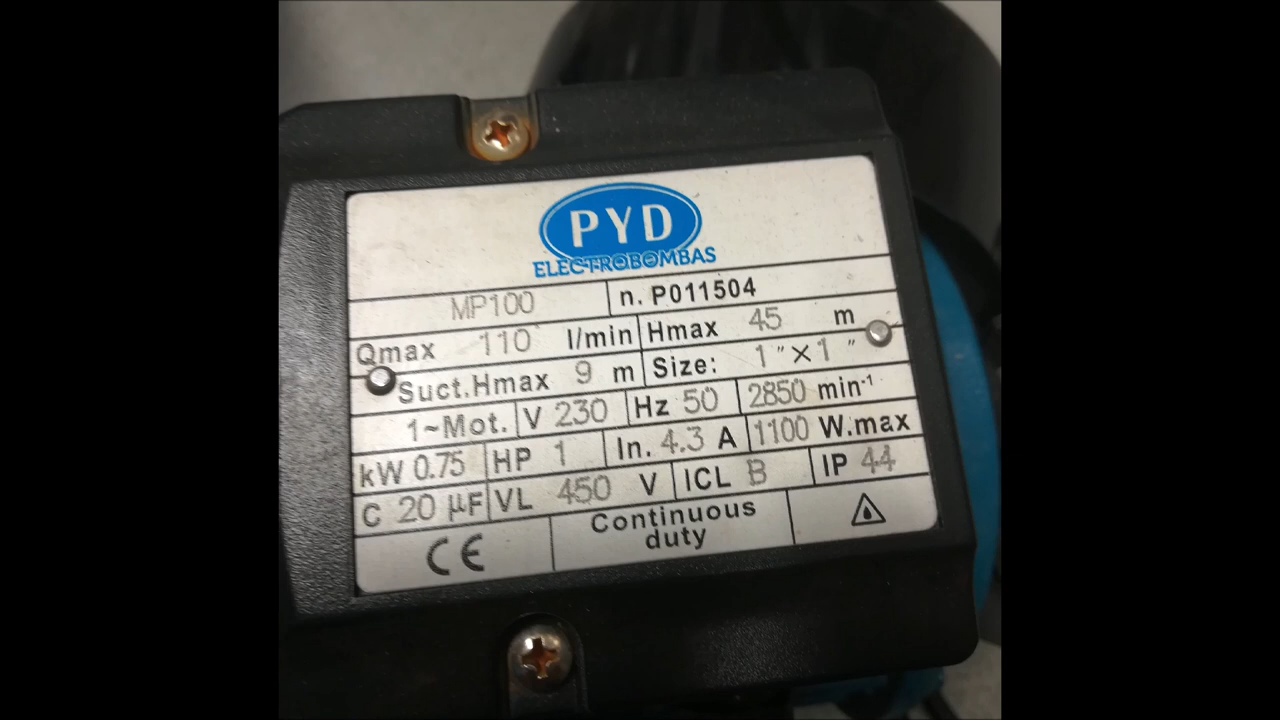 PYD
ELECTROBOMBAS
MP100 n. P011504
Qmax 110 l/min Hmax 45 m
Suct.Hmax 9 m Size: 1"×1"
1~Mot. V 230 Hz 50 2850 min-1
kW 0.75 HP 1 In. 4.3 A 1100 W.max
C 20 µF VL 450 V ICL B IP 44
CE Continuous
duty